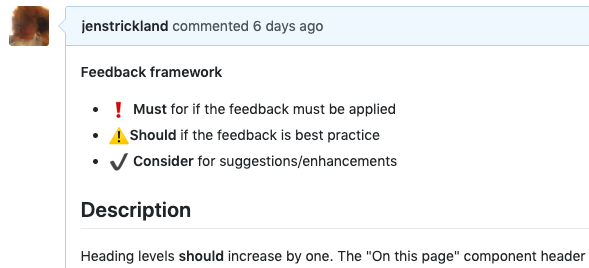 jenstrickland commented 6 days ago
Feedback framework
• ❗ Must for if the feedback must be applied
• ⚠️Should if the feedback is best practice
• ✔️ Consider for suggestions/enhancements
Description
Heading levels should increase by one. The "On this page" component header